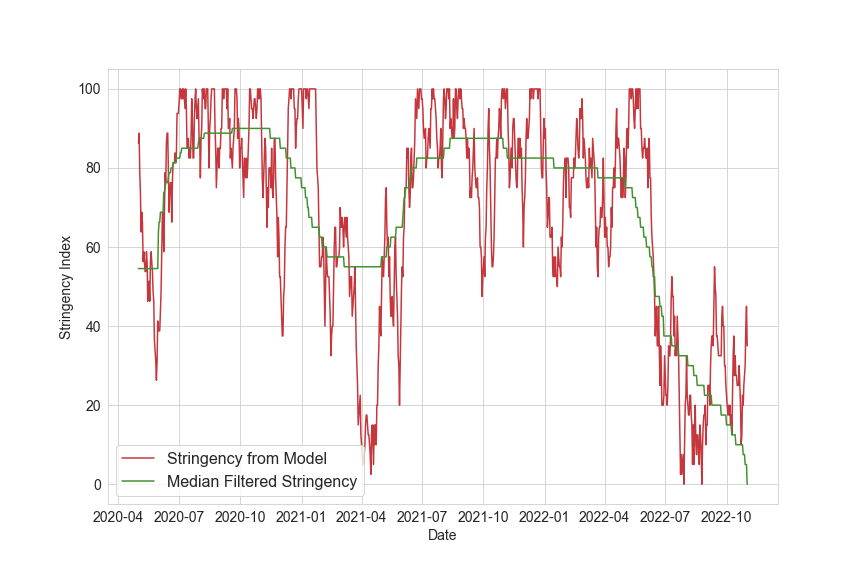 100
80
60
40
20
0
Stringency Index
Stringency from Model
Median Filtered Stringency
2020-04 2020-07 2020-10 2021-01 2021-04 2021-07 2021-10 2022-01 2022-04 2022-07 2022-10
Date